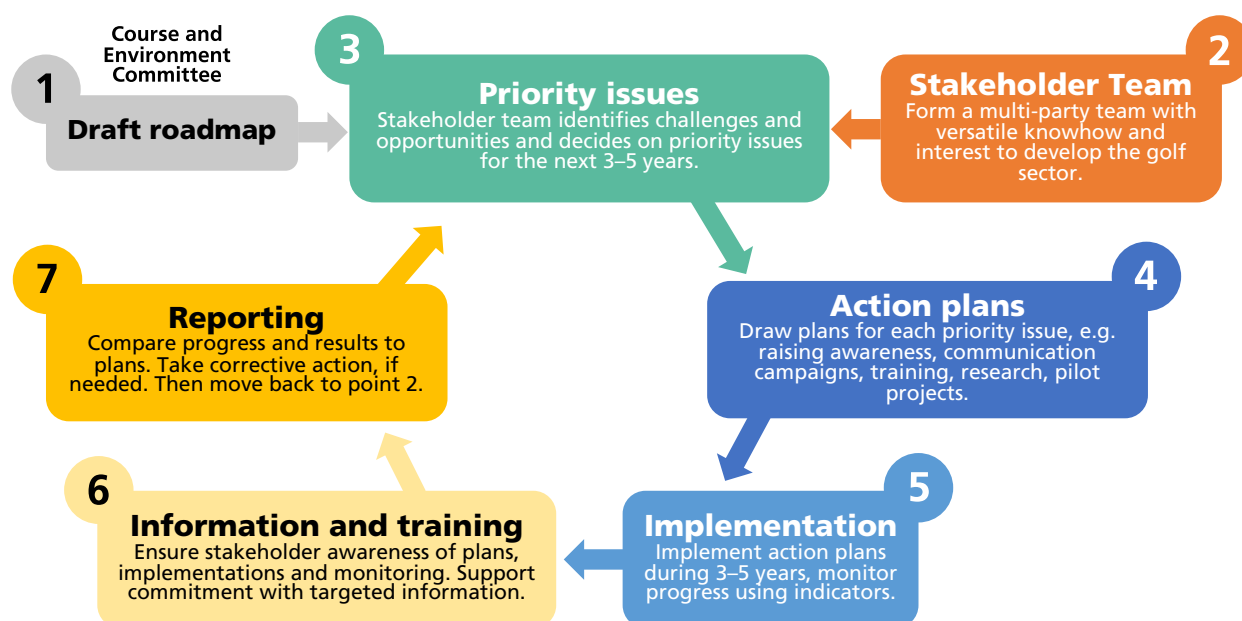 Course and
Environment
Committee
1
Draft roadmap
3
Priority issues
Stakeholder team identifies challenges and
opportunities and decides on priority issues
for the next 3–5 years.
2
Stakeholder Team
Form a multi-party team with
versatile knowhow and
interest to develop the golf
sector.
4
Action plans
Draw plans for each priority issue, e.g.
raising awareness, communication
campaigns, training, research, pilot
projects.
5
Implementation
Implement action plans
during 3–5 years, monitor
progress using indicators.
6
Information and training
Ensure stakeholder awareness of plans,
implementations and monitoring. Support
commitment with targeted information.
7
Reporting
Compare progress and results to
plans. Take corrective action, if
needed. Then move back to point 2.